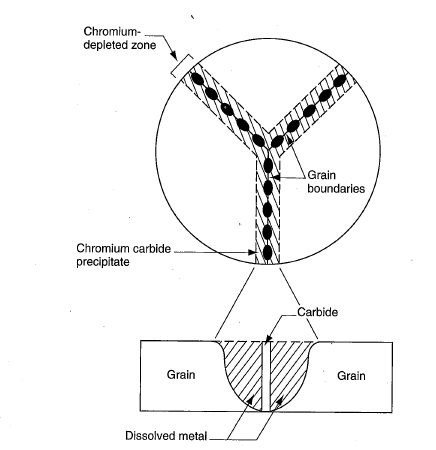 Chromium-
depleted zone
Grain
boundaries
Chromium carbide
precipitate
Carbide
Grain
Grain
Dissolved metal